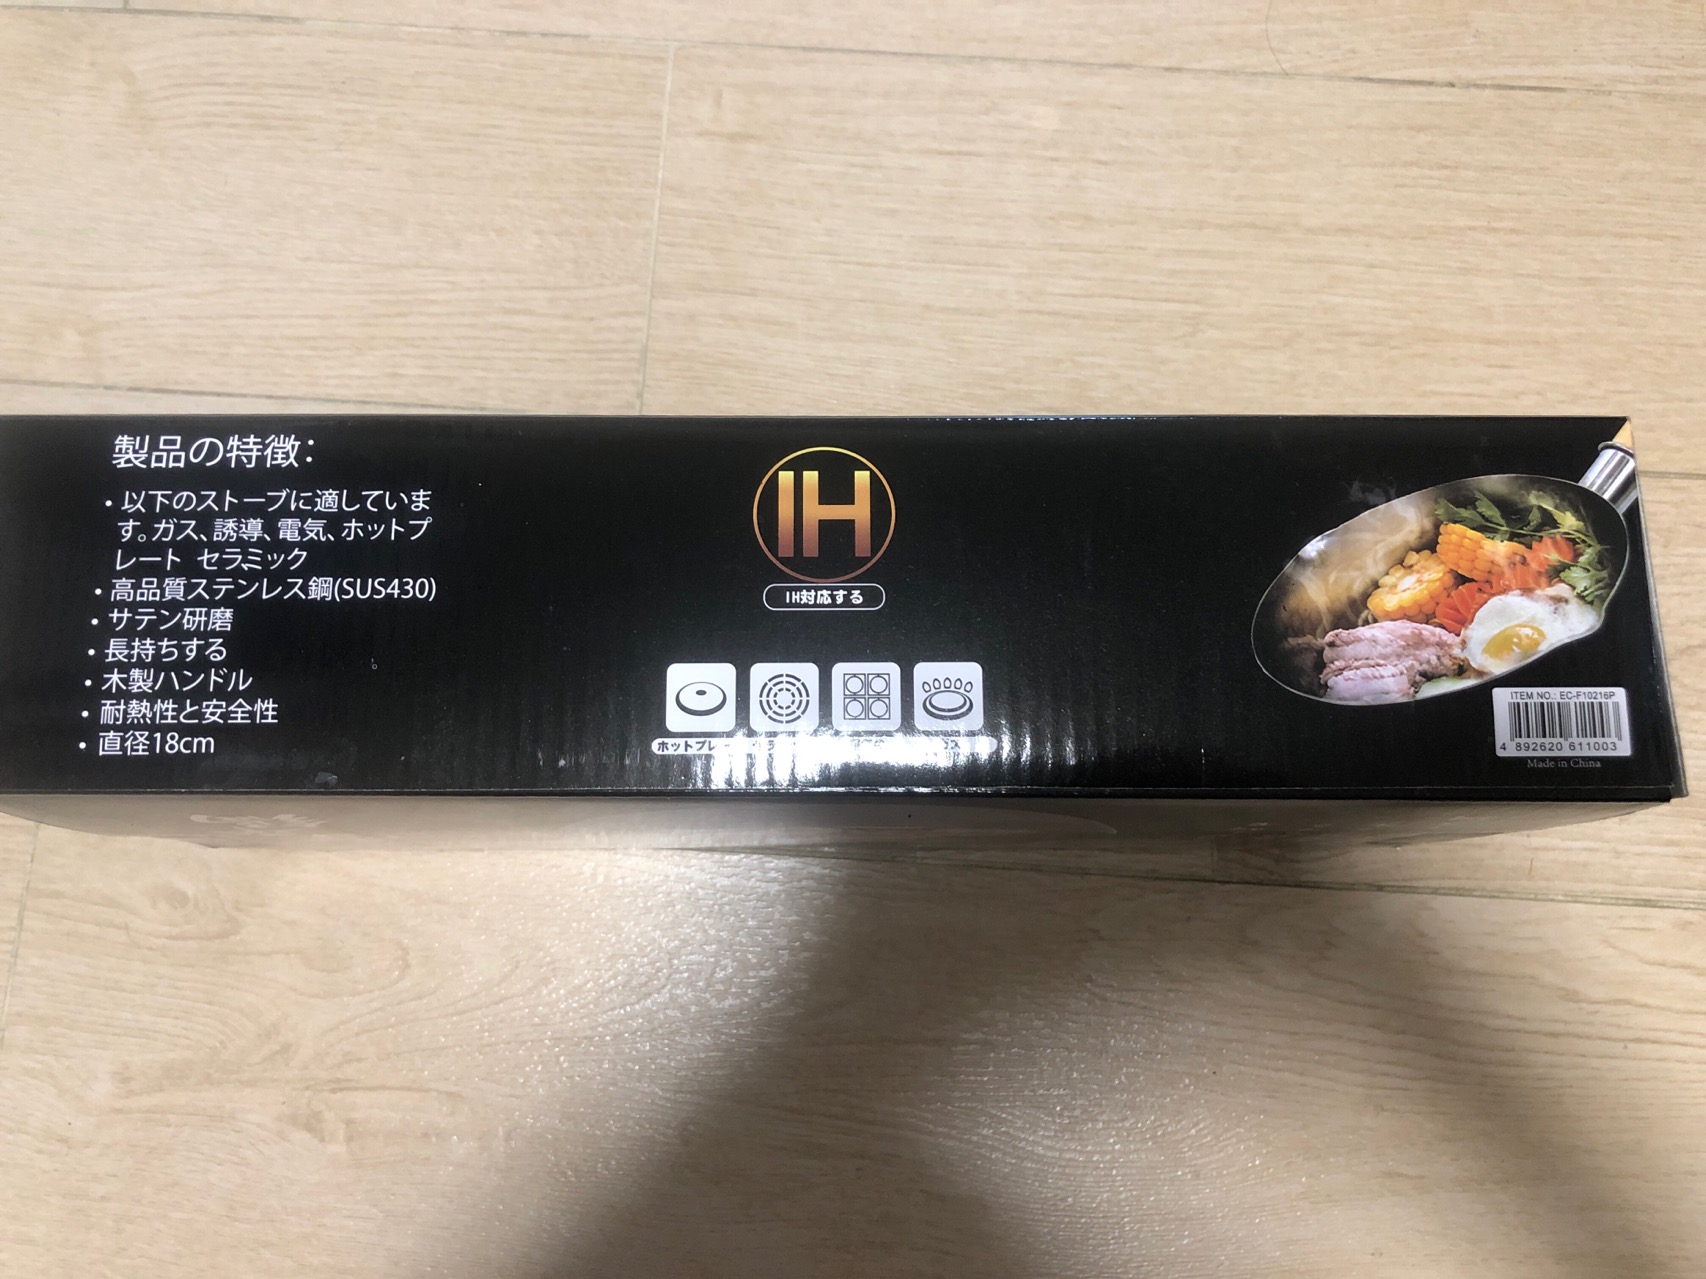 製品の特徴:
・以下のストーブに適していま
す。ガス、誘導、電気、ホットプ
レート セラミック
・高品質ステンレス鋼(SUS430)
・サテン研磨
・長持ちする
・木製ハンドル
・耐熱性と安全性
・直径18cm
IH
IH対応する
ITEM NO.: EC-F10216P
4 892620 611003
Made in China